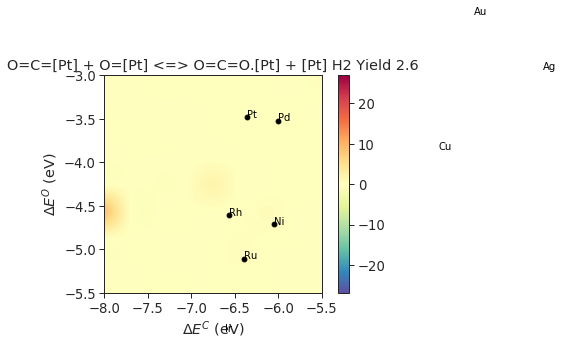 Au
O=C=[Pt] + O=[Pt] <=> O=C=O.[Pt] + [Pt] H2 Yield 2.6
Ag
−3.0
−3.5
−4.0
−4.5
−5.0
−5.5
ΔE^O (eV)
Pt
Pd
Cu
Rh
Ni
Ru
20
10
0
−10
−20
−8.0 −7.5 −7.0 −6.5 −6.0 −5.5
ΔE^C (eV)
Ir